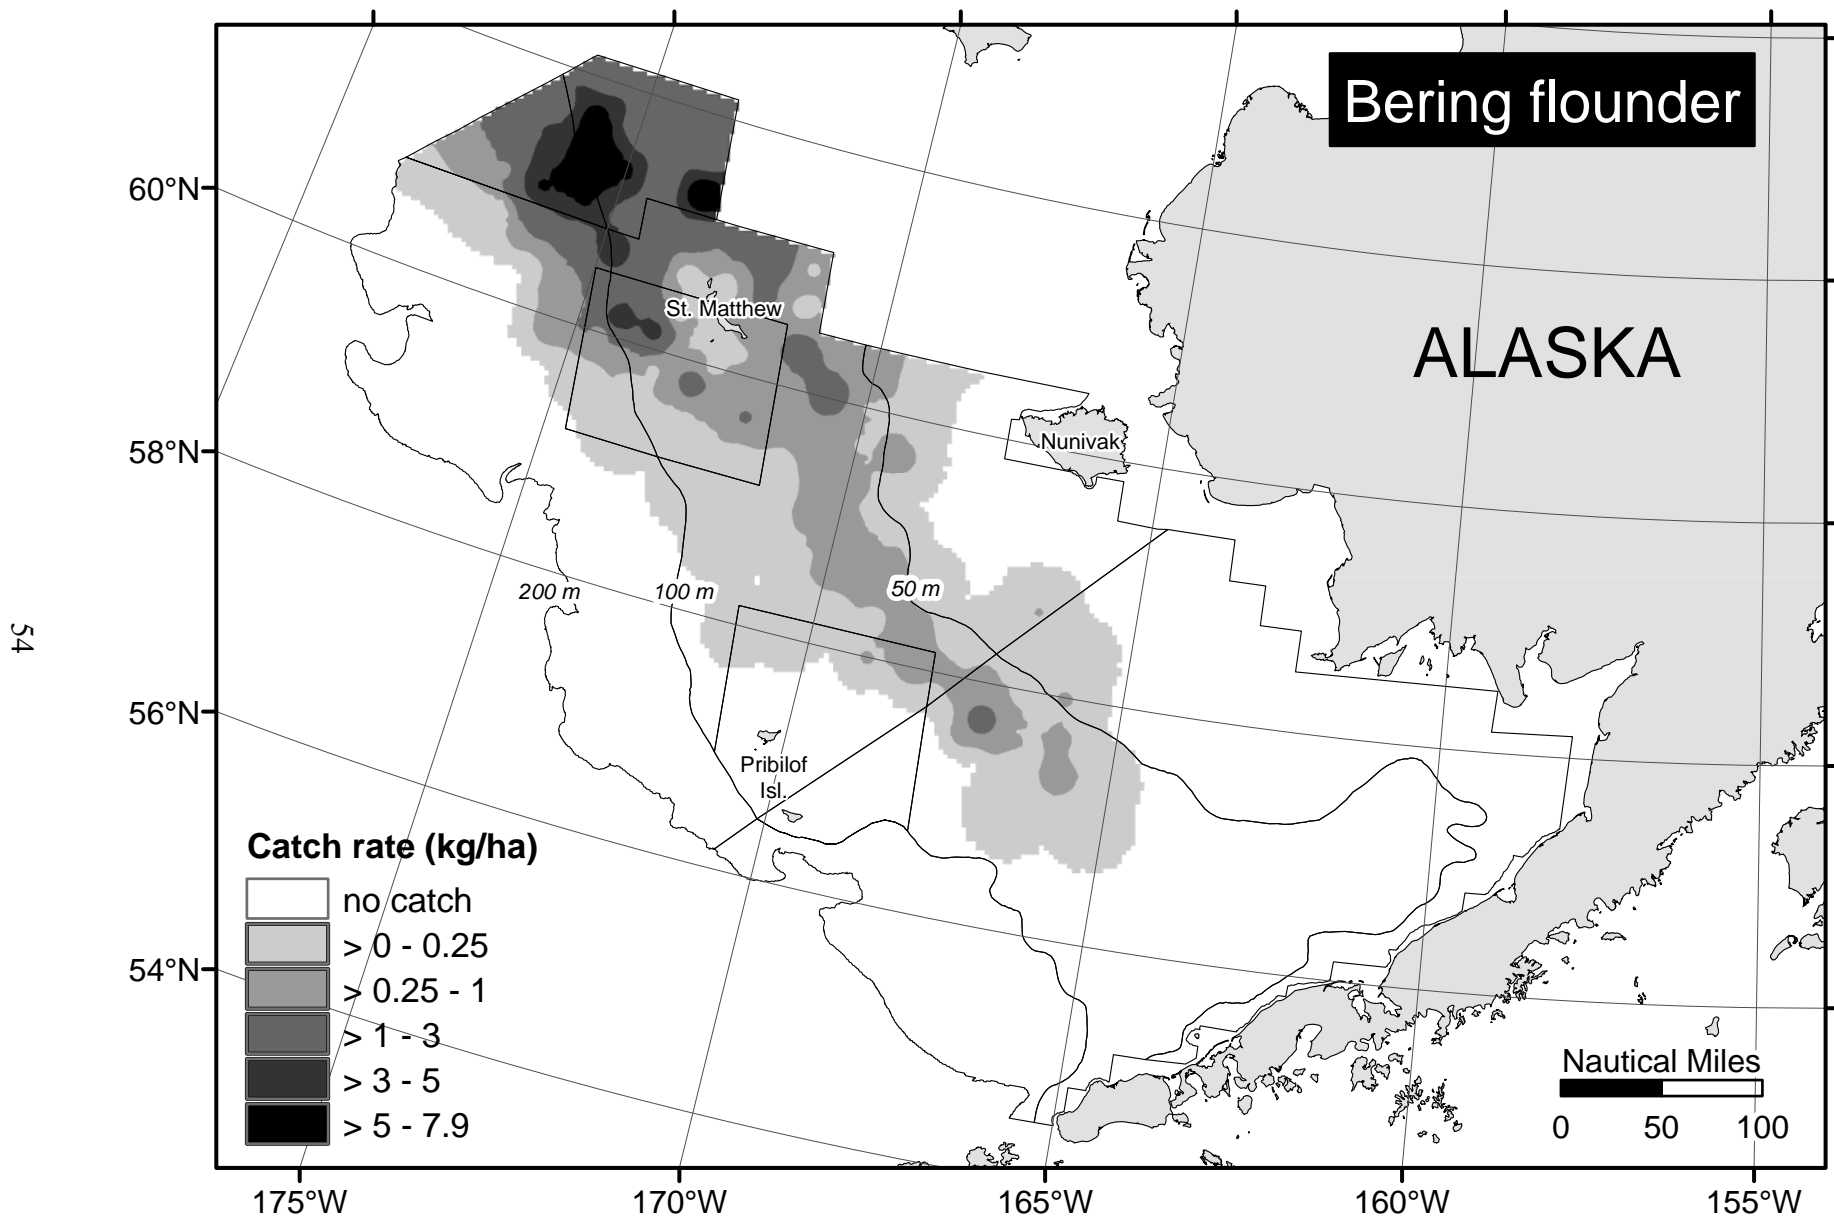 Bering flounder
60°N
St. Matthew
ALASKA
58°N
Nunivak
200 m
100 m
50 m
54
56°N
Pribilof
Isl.
Catch rate (kg/ha)
no catch
> 0 - 0.25
54°N
> 0.25 - 1
> 1 - 3
> 3 - 5
> 5 - 7.9
Nautical Miles
0 50 100
175°W 170°W 165°W 160°W 155°W